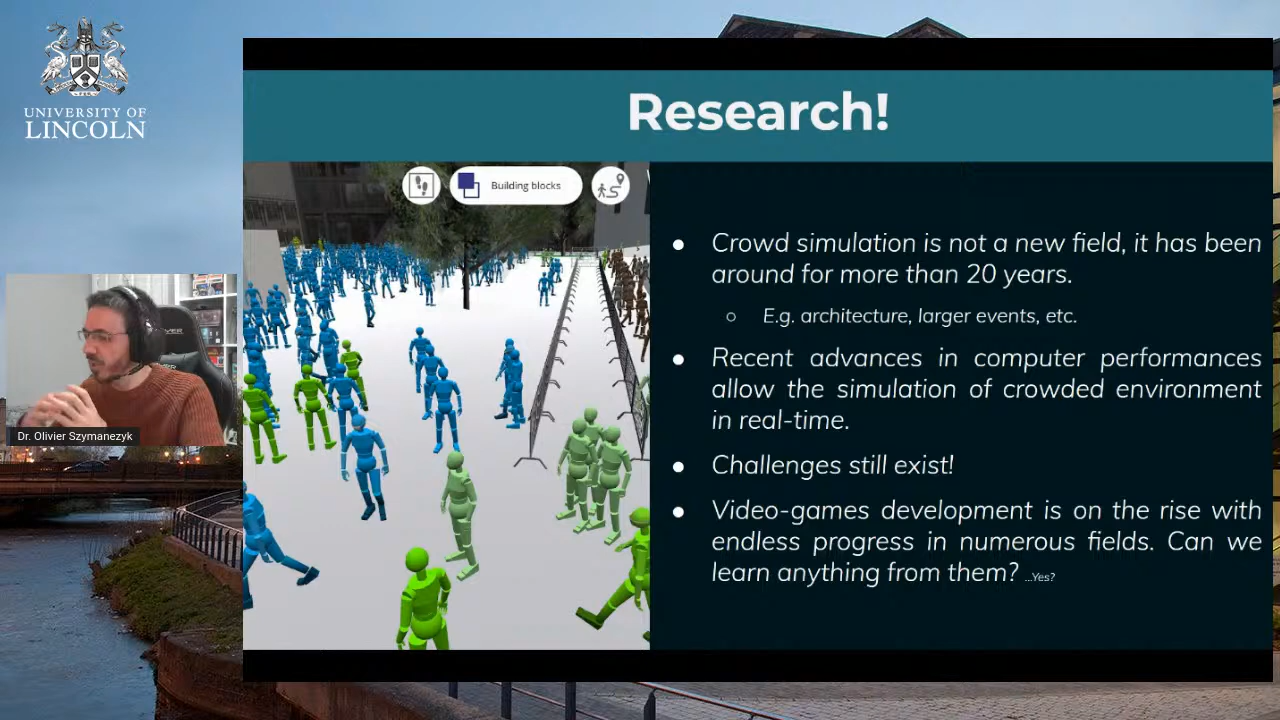 UNIVERSITY OF
LINCOLN
Research!
Building blocks
● Crowd simulation is not a new field, it has been
around for more than 20 years.
○ E.g. architecture, larger events, etc.
● Recent advances in computer performances
allow the simulation of crowded environment
in real-time.
● Challenges still exist!
● Video-games development is on the rise with
endless progress in numerous fields. Can we
learn anything from them? ...Yes?
Dr. Olivier Szymanezyk